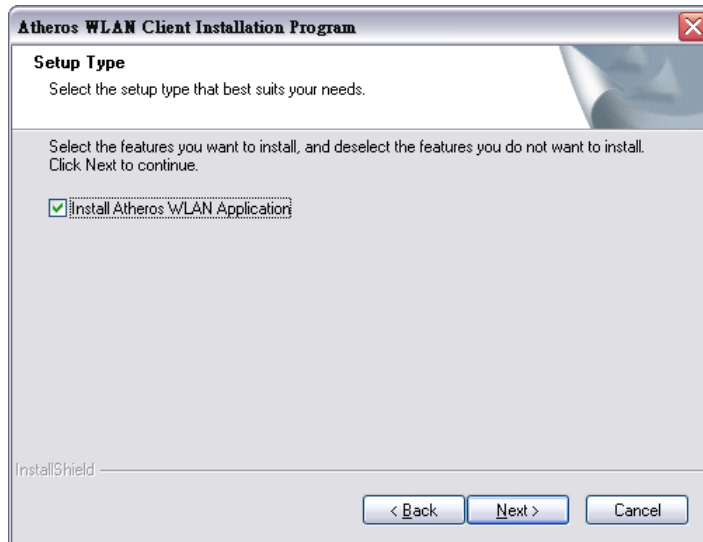 Atheros WLAN Client Installation Program
Setup Type
Select the setup type that best suits your needs.
Select the features you want to install, and deselect the features you do not want to install.
Click Next to continue.
Install Atheros WLAN Application
InstallShield
< Back
Next >
Cancel